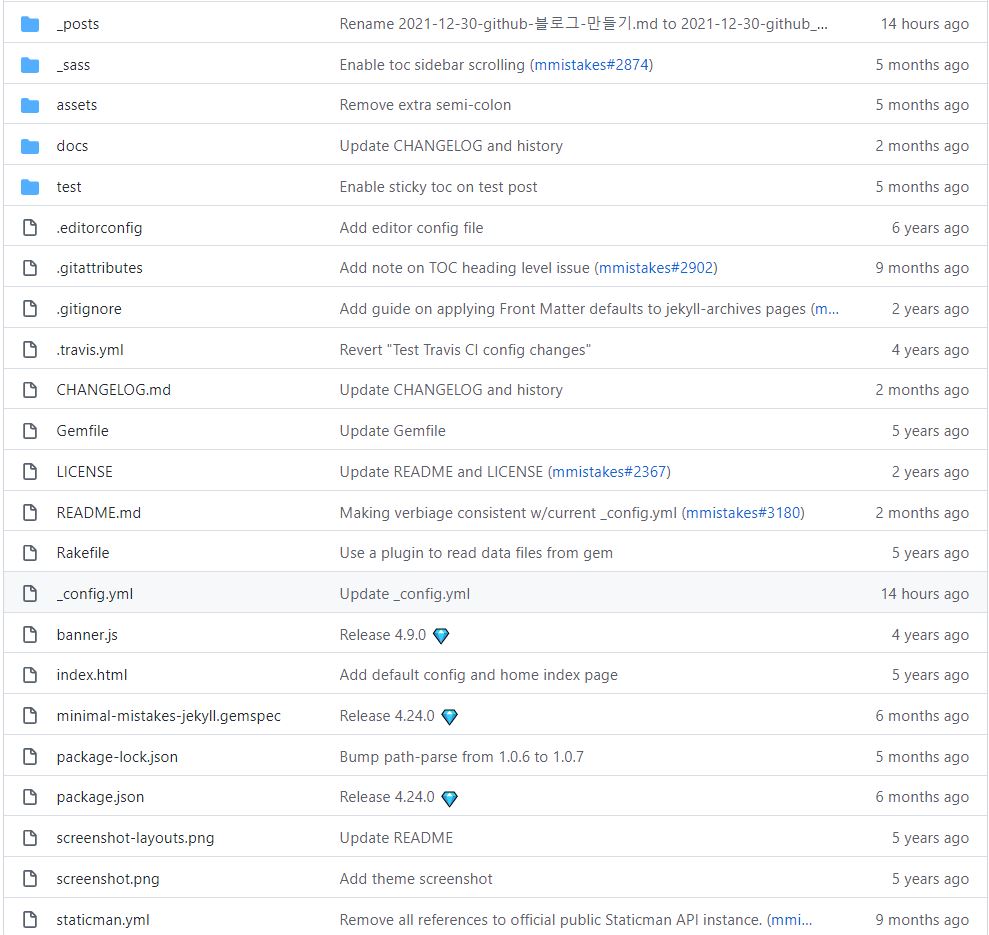 _posts Rename 2021-12-30-github-블로그-만들기.md to 2021-12-30-github_... 14 hours ago
_sass Enable toc sidebar scrolling (mmistakes#2874) 5 months ago
assets Remove extra semi-colon 5 months ago
docs Update CHANGELOG and history 2 months ago
test Enable sticky toc on test post 5 months ago
.editorconfig Add editor config file 6 years ago
.gitattributes Add note on TOC heading level issue (mmistakes#2902) 9 months ago
.gitignore Add guide on applying Front Matter defaults to jekyll-archives pages (m... 2 years ago
.travis.yml Revert "Test Travis CI config changes" 4 years ago
CHANGELOG.md Update CHANGELOG and history 2 months ago
Gemfile Update Gemfile 5 years ago
LICENSE Update README and LICENSE (mmistakes#2367) 2 years ago
README.md Making verbiage consistent w/current _config.yml (mmistakes#3180) 2 months ago
Rakefile Use a plugin to read data files from gem 5 years ago
_config.yml Update _config.yml 14 hours ago
banner.js Release 4.9.0 💎 4 years ago
index.html Add default config and home index page 5 years ago
minimal-mistakes-jekyll.gemspec Release 4.24.0 💎 6 months ago
package-lock.json Bump path-parse from 1.0.6 to 1.0.7 5 months ago
package.json Release 4.24.0 💎 6 months ago
screenshot-layouts.png Update README 5 years ago
screenshot.png Add theme screenshot 5 years ago
staticman.yml Remove all references to official public Staticman API instance. (mmi... 9 months ago